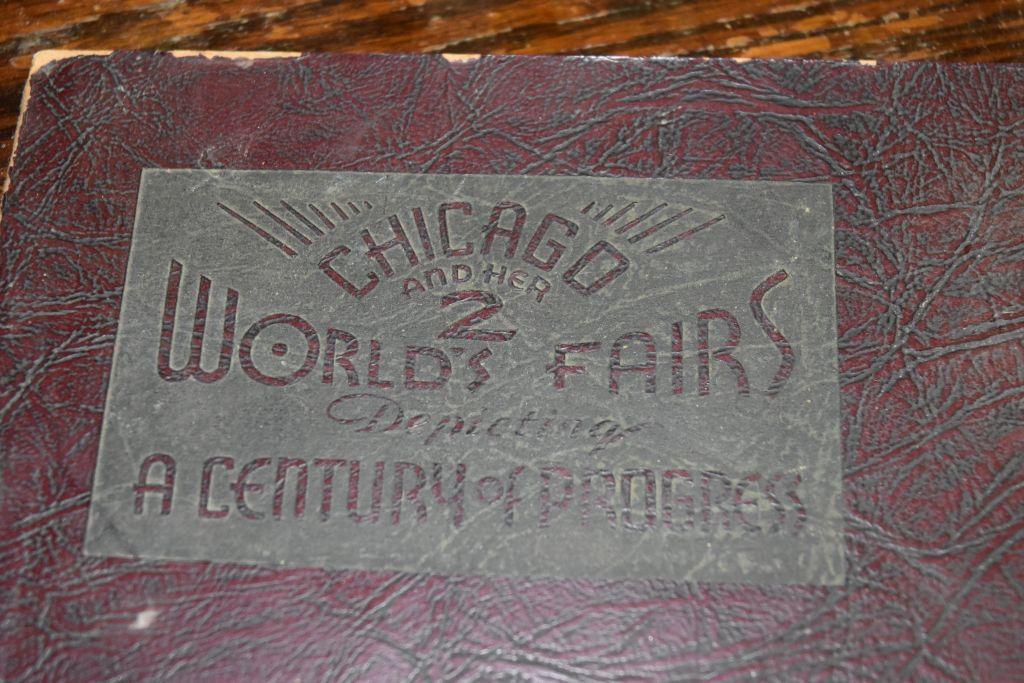 CHICAGO
AND HER
2
WORLD'S FAIRS
Depicting
A CENTURY of PROGRESS